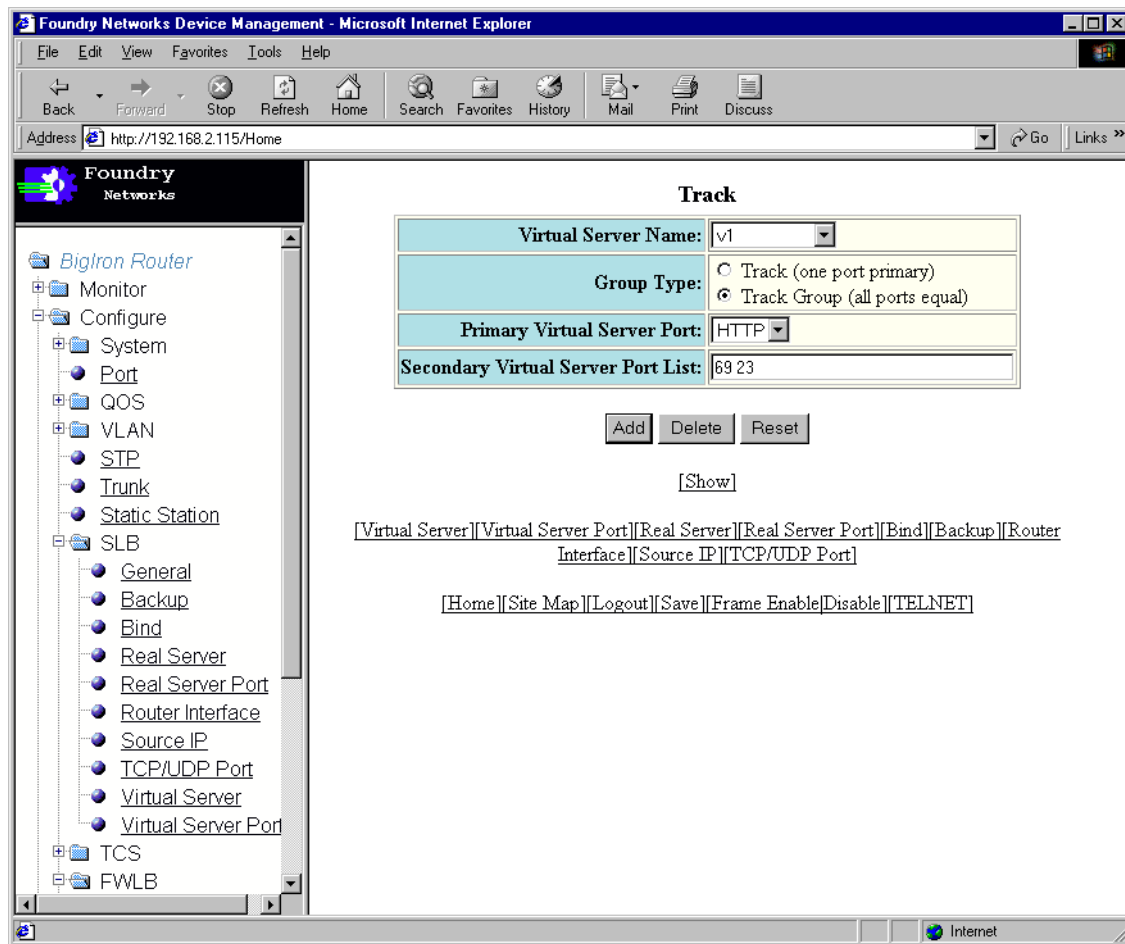 Foundry Networks Device Management - Microsoft Internet Explorer
File Edit View Favorites Tools Help
Back Forward Stop Refresh Home Search Favorites History Mail Print Discuss
Address http://192.168.2.115/Home Go Links »
Foundry
Networks
BigIron Router
Monitor
Configure
System
Port
QOS
VLAN
STP
Trunk
Static Station
SLB
General
Backup
Bind
Real Server
Real Server Port
Router Interface
Source IP
TCP/UDP Port
Virtual Server
Virtual Server Port
TCS
FWLB
Track
Virtual Server Name: v1
Group Type: Track (one port primary)
Track Group (all ports equal)
Primary Virtual Server Port: HTTP
Secondary Virtual Server Port List: 69 23
Add Delete Reset
[Show]
[Virtual Server][Virtual Server Port][Real Server][Real Server Port][Bind][Backup][Router
Interface][Source IP][TCP/UDP Port]
[Home][Site Map][Logout][Save][Frame Enable|Disable][TELNET]
Internet